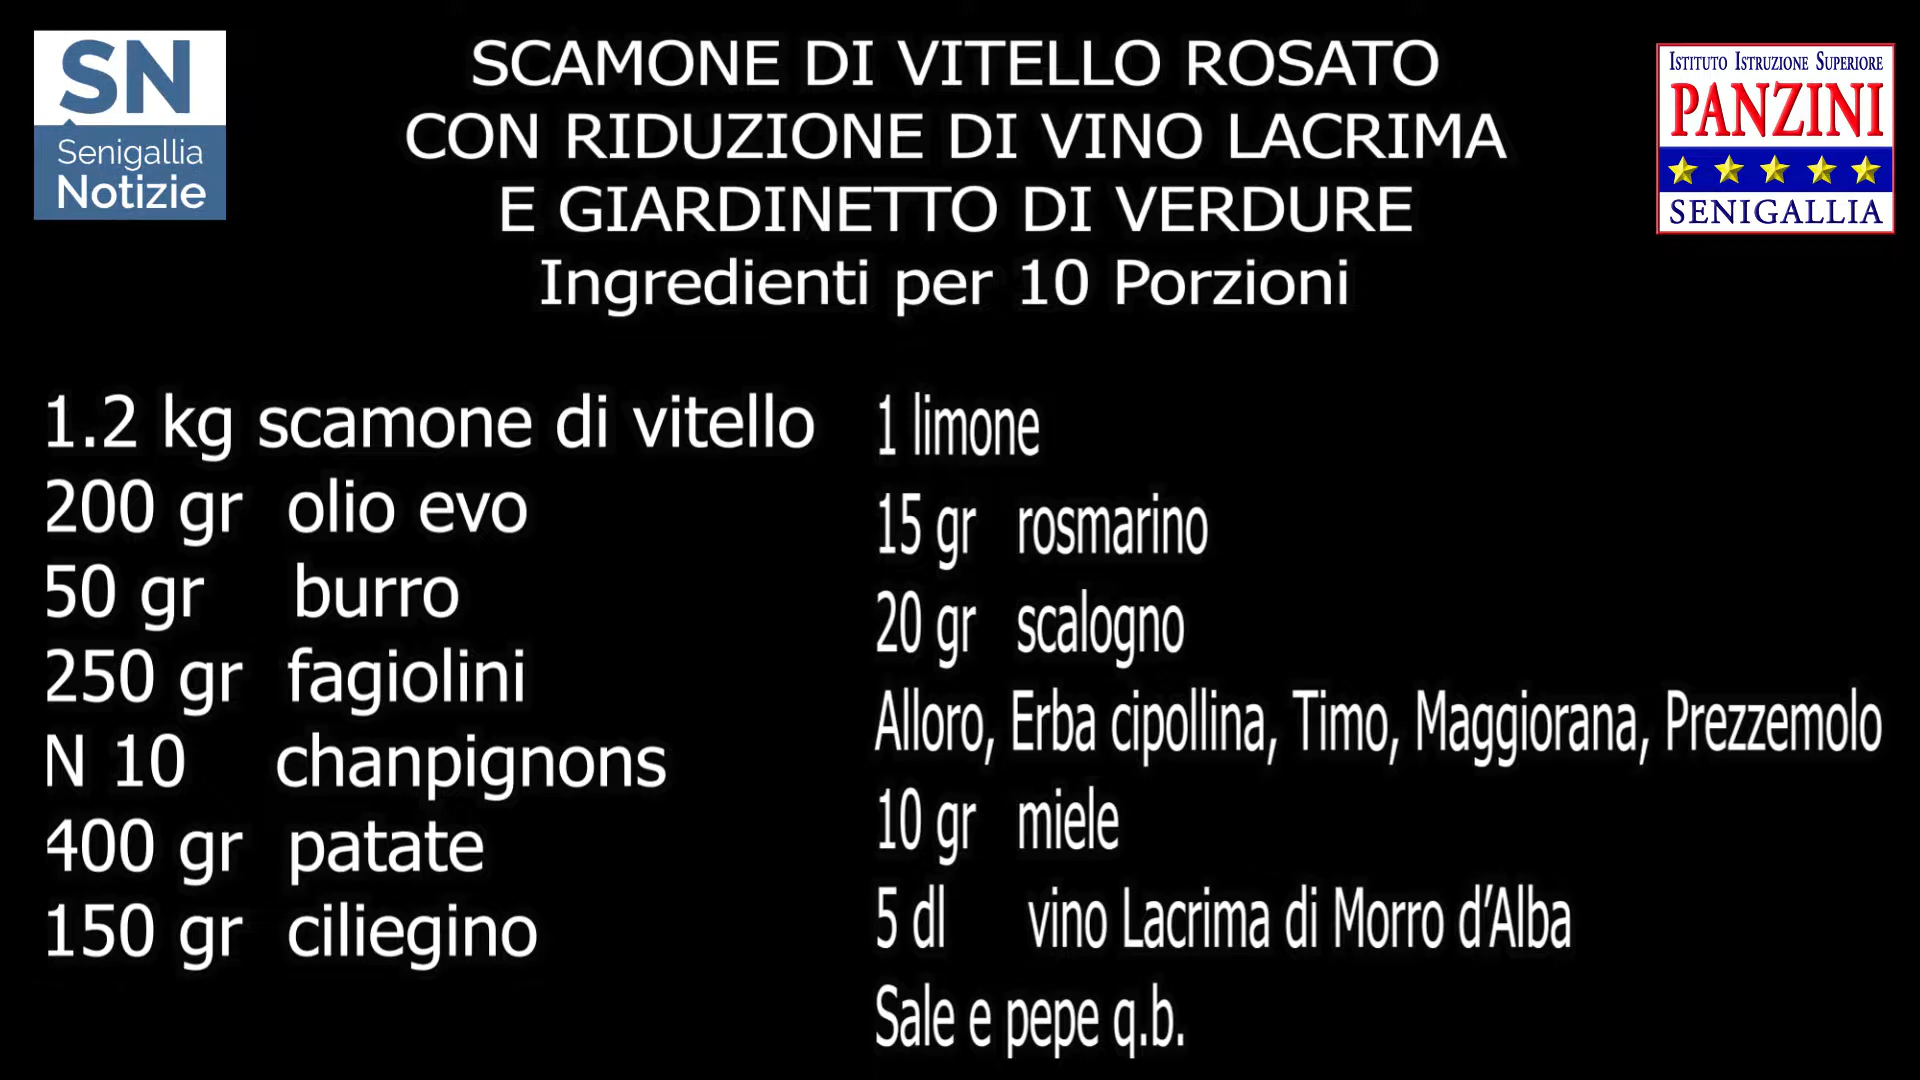 SN
Senigallia
Notizie
SCAMONE DI VITELLO ROSATO
CON RIDUZIONE DI VINO LACRIMA
E GIARDINETTO DI VERDURE
Ingredienti per 10 Porzioni
ISTITUTO ISTRUZIONE SUPERIORE
PANZINI
SENIGALLIA
1.2 kg scamone di vitello
200 gr olio evo
50 gr burro
250 gr fagiolini
N 10 chanpignons
400 gr patate
150 gr ciliegino
1 limone
15 gr rosmarino
20 gr scalogno
Alloro, Erba cipollina, Timo, Maggiorana, Prezzemolo
10 gr miele
5 dl vino Lacrima di Morro d’Alba
Sale e pepe q.b.